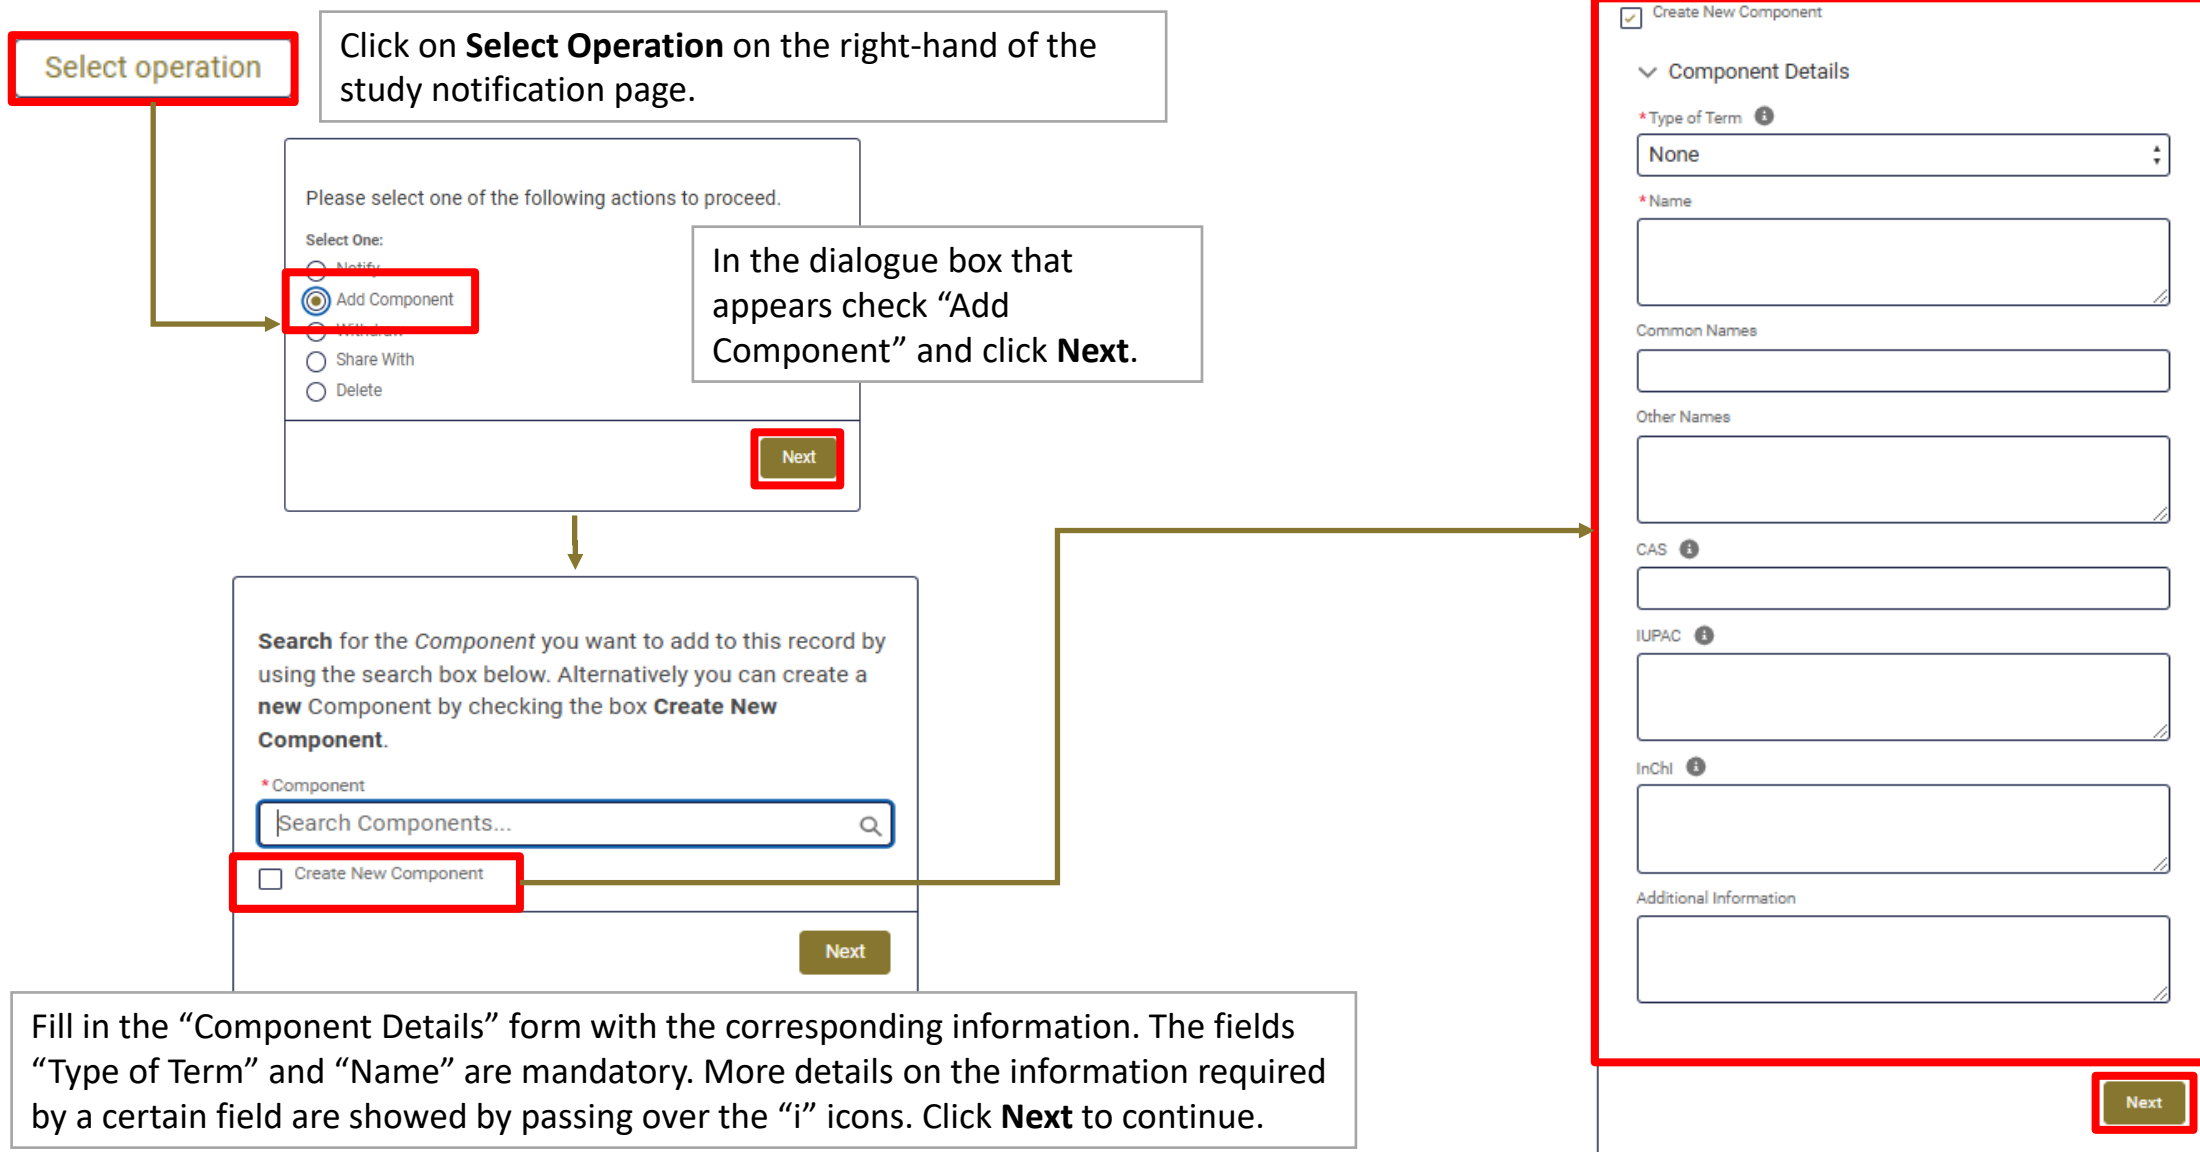 Select operation
Click on Select Operation on the right-hand of the
study notification page.
Please select one of the following actions to proceed.
Select One:
Notify
Add Component
Withdraw
Share With
Delete
Next
In the dialogue box that
appears check “Add
Component” and click Next.
Search for the Component you want to add to this record by
using the search box below. Alternatively you can create a
new Component by checking the box Create New
Component.
*Component
Search Components...
Create New Component
Next
Fill in the “Component Details” form with the corresponding information. The fields
“Type of Term” and “Name” are mandatory. More details on the information required
by a certain field are showed by passing over the “i” icons. Click Next to continue.
Create New Component
Component Details
*Type of Term
None
*Name
Common Names
Other Names
CAS
IUPAC
InChI
Additional Information
Next